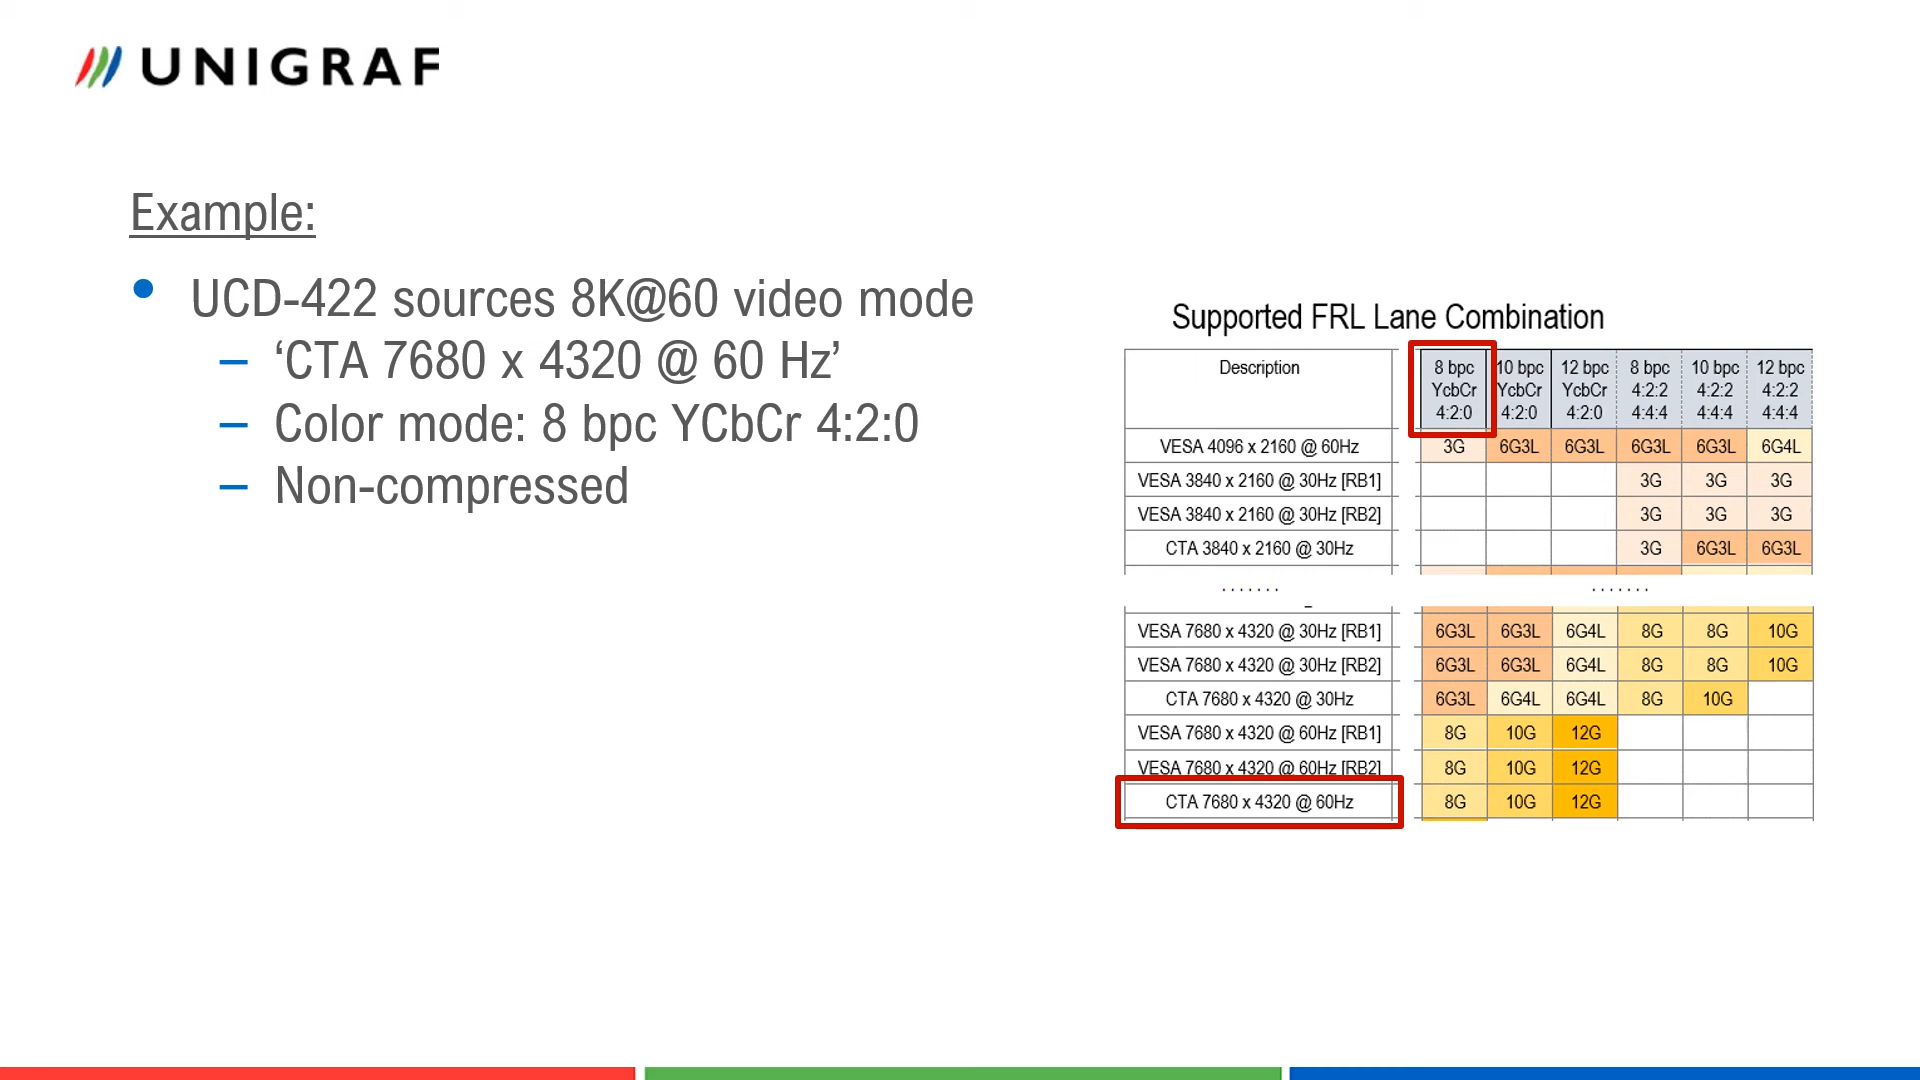 UNIGRAF
Example:
• UCD-422 sources 8K@60 video mode
– ‘CTA 7680 x 4320 @ 60 Hz’
– Color mode: 8 bpc YCbCr 4:2:0
– Non-compressed
Supported FRL Lane Combination
Description 8 bpc YcbCr 4:2:0 10 bpc YcbCr 4:2:0 12 bpc YcbCr 4:2:0 8 bpc 4:2:2 4:4:4 10 bpc 4:2:2 4:4:4 12 bpc 4:2:2 4:4:4
VESA 4096 x 2160 @ 60Hz 3G 6G3L 6G3L 6G3L 6G3L 6G4L
VESA 3840 x 2160 @ 30Hz [RB1] 3G 3G 3G
VESA 3840 x 2160 @ 30Hz [RB2] 3G 3G 3G
CTA 3840 x 2160 @ 30Hz 3G 6G3L 6G3L
....... .......
VESA 7680 x 4320 @ 30Hz [RB1] 6G3L 6G3L 6G4L 8G 8G 10G
VESA 7680 x 4320 @ 30Hz [RB2] 6G3L 6G3L 6G4L 8G 8G 10G
CTA 7680 x 4320 @ 30Hz 6G3L 6G4L 6G4L 8G 10G
VESA 7680 x 4320 @ 60Hz [RB1] 8G 10G 12G
VESA 7680 x 4320 @ 60Hz [RB2] 8G 10G 12G
CTA 7680 x 4320 @ 60Hz 8G 10G 12G